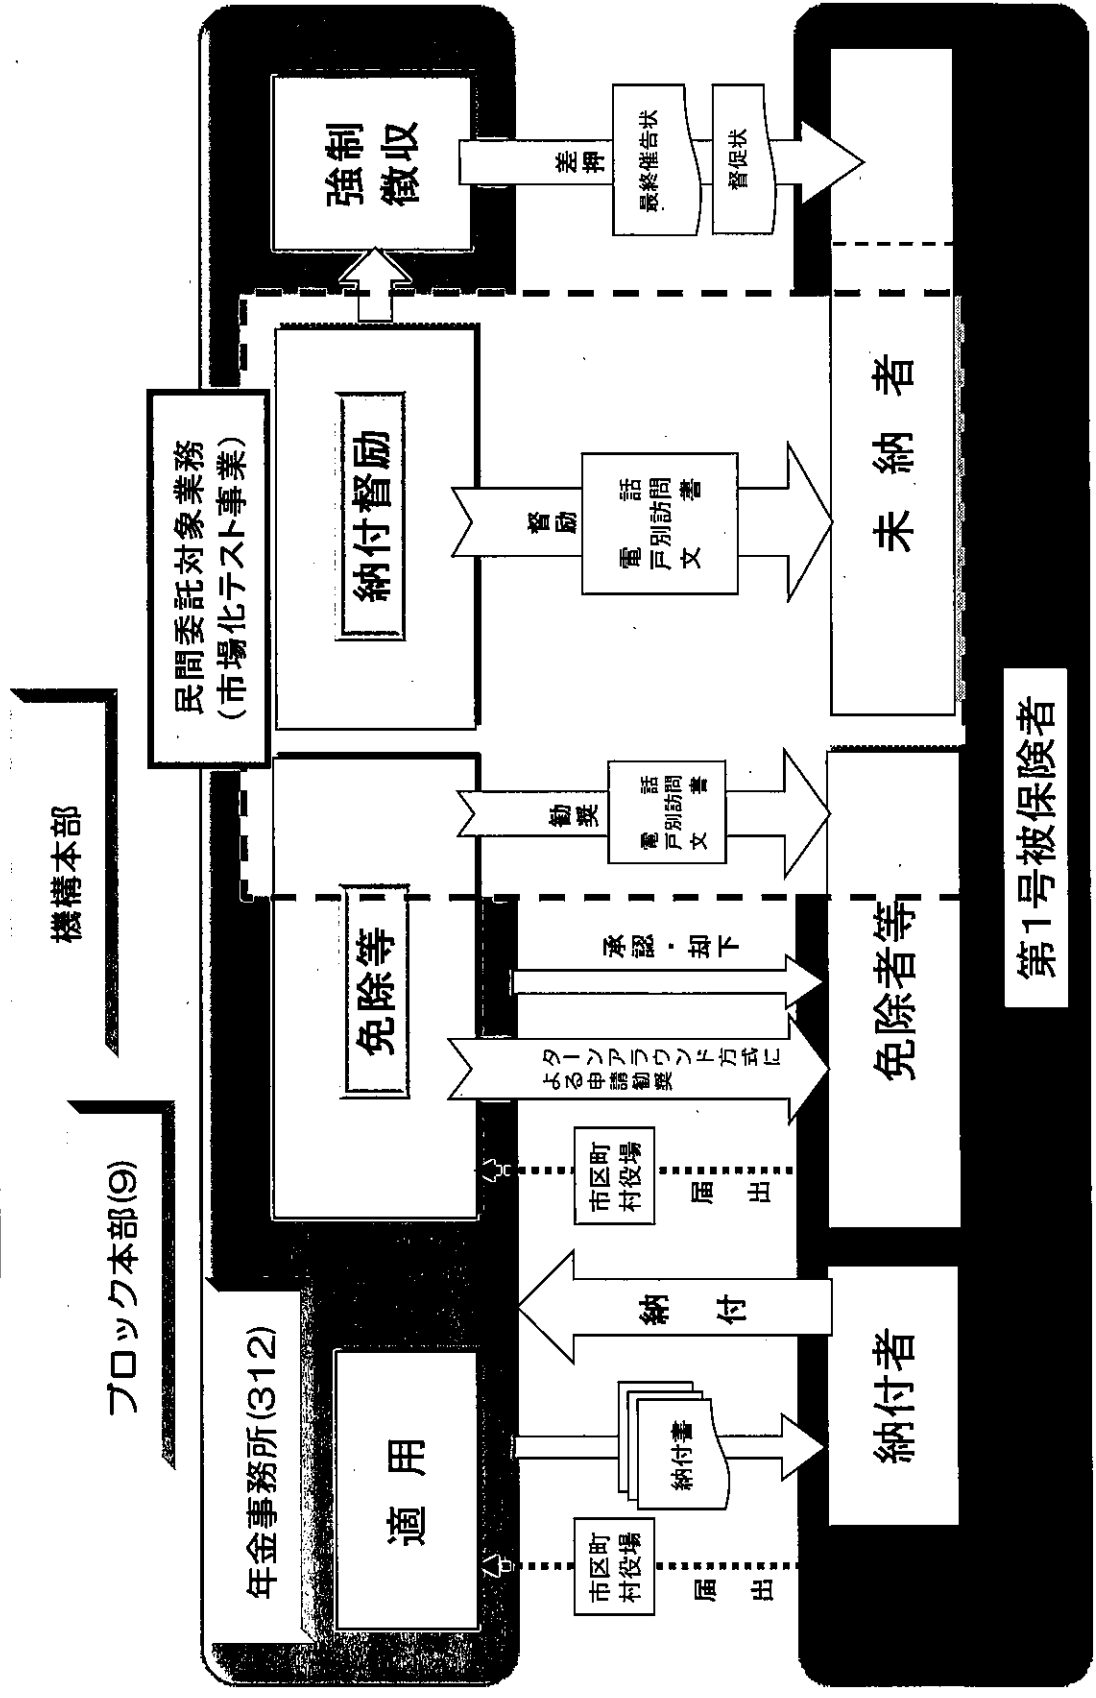 機構本部
ブロック本部(9)
年金事務所(312)
民間委託対象業務
(市場化テスト事業)
適用
免除等
納付督励
強制
徴収
市区町
村役場
届出
納付書
納付
市区町
村役場
届出
ターンアラウンド方式に
よる申請勧奨
承認・却下
勧奨
電話
戸別訪問
文書
督励
電話
戸別訪問
文書
差押
最終催告状
督促状
納付者
免除者等
未納者
第1号被保険者